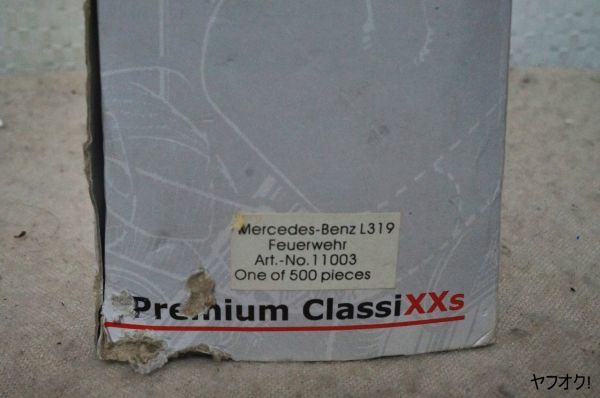 Mercedes-Benz L319
Feuerwehr
Art.-No.11003
One of 500 pieces
Premium ClassiXXs
ヤフオク!